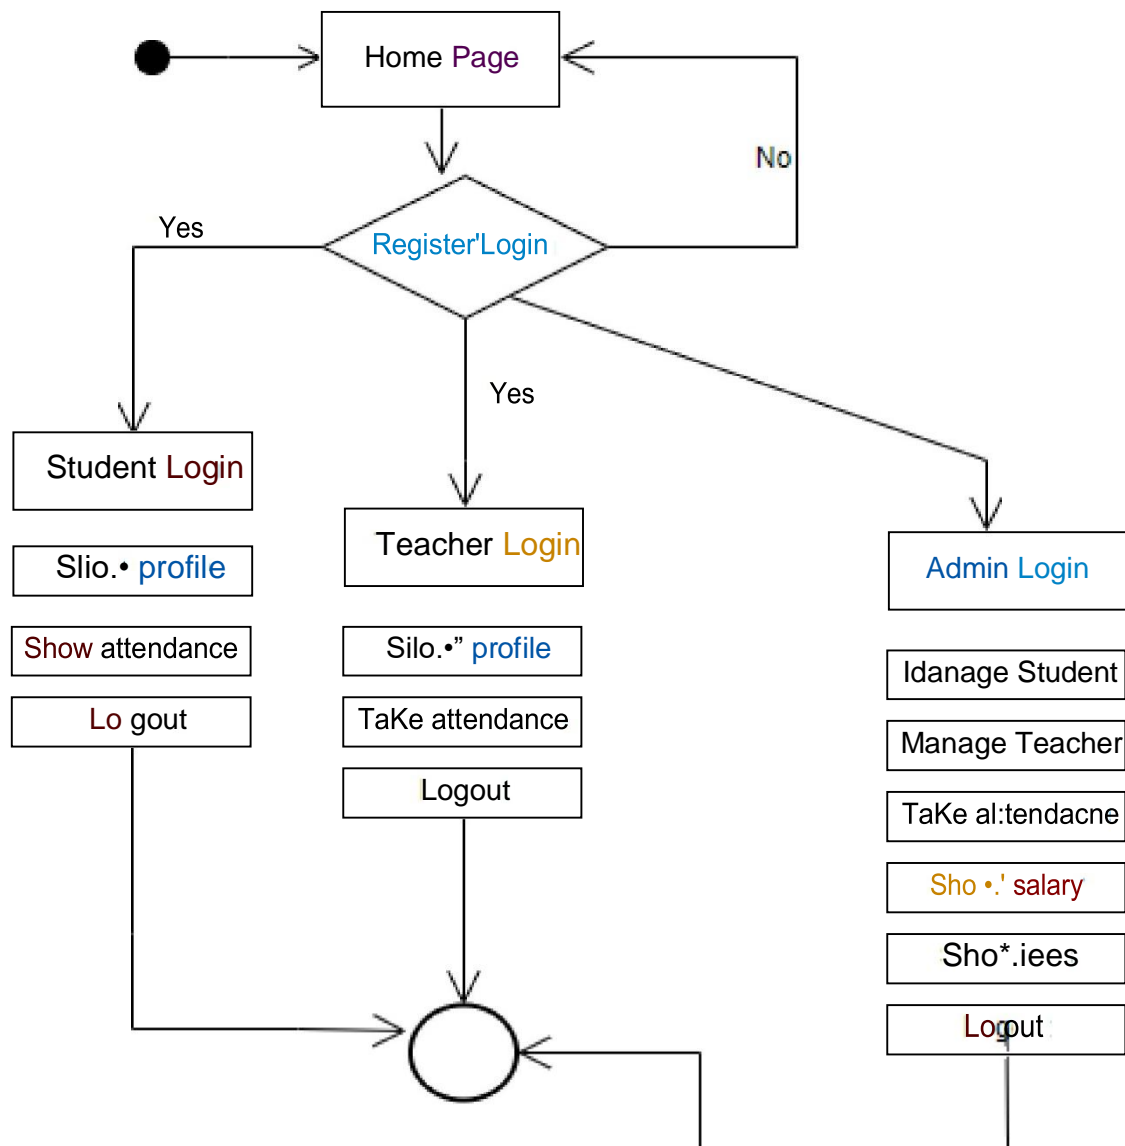 Home Page
No
Yes
Register'Login
Yes
Student Login
Teacher Login
Admin Login
Slio.• profile
Show attendance
Silo.•” profile
Idanage Student
Lo gout
TaKe attendance
Manage Teacher
Logout
TaKe al:tendacne
Sho •.' salary
Sho*.iees
Logout